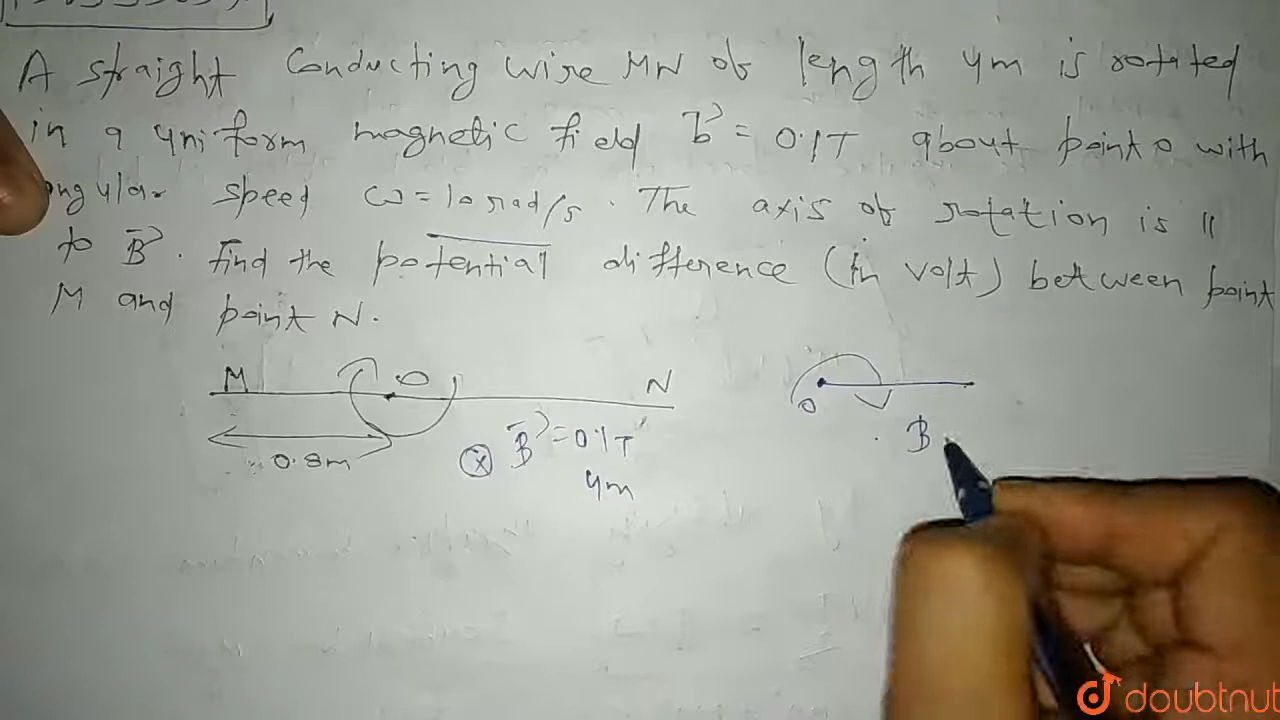 A straight Conducting wire MN of length 4m is rotated
in a uniform magnetic field B = 0.1T about point o with
angular speed ω = 10 rad/s. The axis of rotation is ||
to B. Find the potential difference (in volt) between point
M and point N.
M O N
0.8m
B = 0.1T
4m
O
B
doubtnut